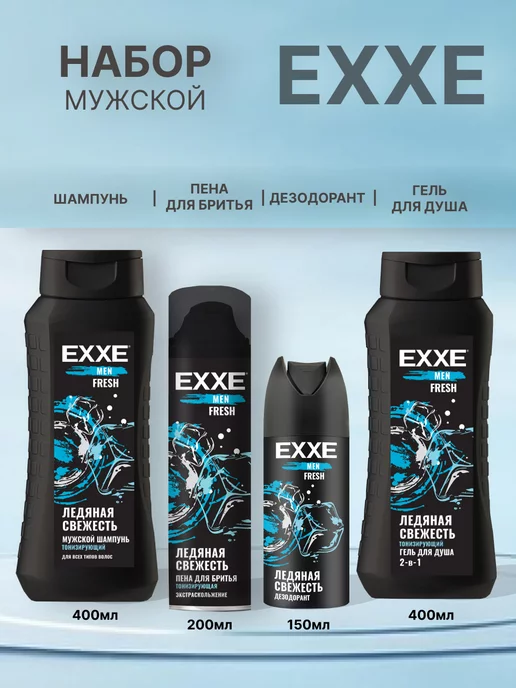 НАБОР
МУЖСКОЙ
EXXE
ШАМПУНЬ | ПЕНА ДЛЯ БРИТЬЯ | ДЕЗОДОРАНТ | ГЕЛЬ ДЛЯ ДУША
EXXE
MEN
FRESH
ЛЕДЯНАЯ
СВЕЖЕСТЬ
МУЖСКОЙ ШАМПУНЬ
ТОНИЗИРУЮЩИЙ
ДЛЯ ВСЕХ ТИПОВ ВОЛОС
400мл
EXXE
MEN
FRESH
ЛЕДЯНАЯ
СВЕЖЕСТЬ
ПЕНА ДЛЯ БРИТЬЯ
ТОНИЗИРУЮЩАЯ
ЭКСТРАСКОЛЬЖЕНИЕ
200мл
EXXE
MEN
FRESH
ЛЕДЯНАЯ
СВЕЖЕСТЬ
ДЕЗОДОРАНТ
150мл
EXXE
MEN
FRESH
ЛЕДЯНАЯ
СВЕЖЕСТЬ
ТОНИЗИРУЮЩИЙ
ГЕЛЬ ДЛЯ ДУША
2-в-1
400мл